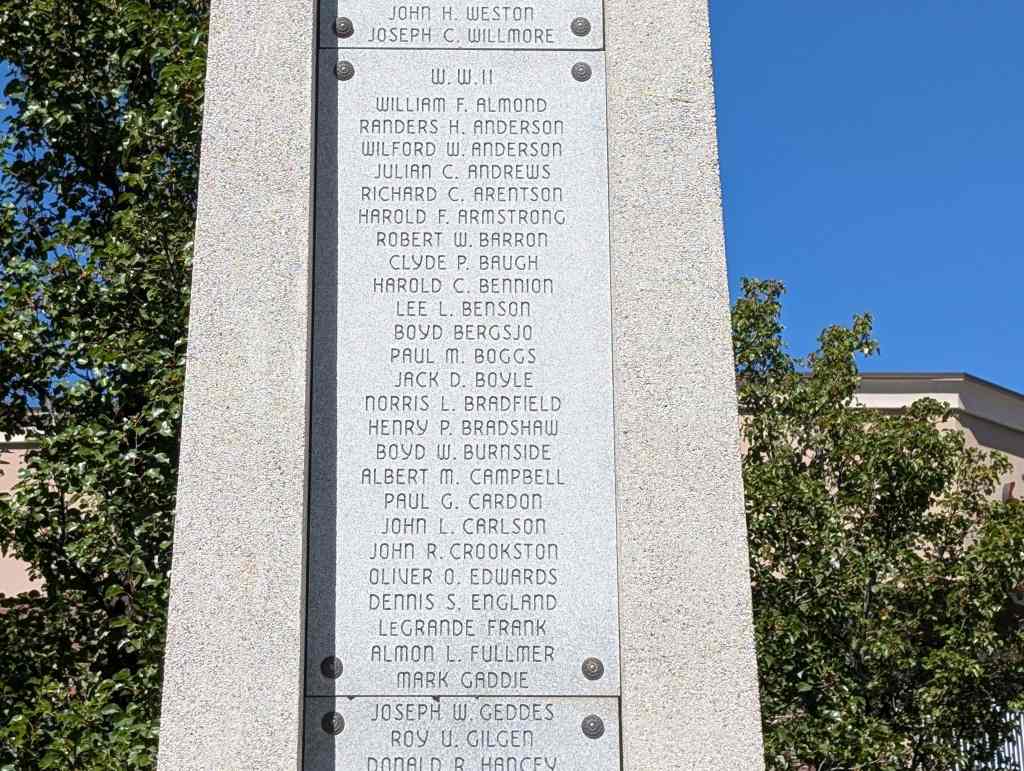 JOHN H. WESTON
JOSEPH C. WILLMORE
W. W. II
WILLIAM F. ALMOND
RANDERS H. ANDERSON
WILFORD W. ANDERSON
JULIAN C. ANDREWS
RICHARD C. ARENTSON
HAROLD F. ARMSTRONG
ROBERT W. BARRON
CLYDE P. BAUGH
HAROLD C. BENNION
LEE L. BENSON
BOYD BERGSJO
PAUL M. BOGGS
JACK D. BOYLE
NORRIS L. BRADFIELD
HENRY P. BRADSHAW
BOYD W. BURNSIDE
ALBERT M. CAMPBELL
PAUL G. CARDON
JOHN L. CARLSON
JOHN R. CROOKSTON
OLIVER O. EDWARDS
DENNIS S. ENGLAND
LeGRANDE FRANK
ALMON L. FULLMER
MARK GADDIE
JOSEPH W. GEDDES
ROY U. GILGEN
DONALD R. HANCEY